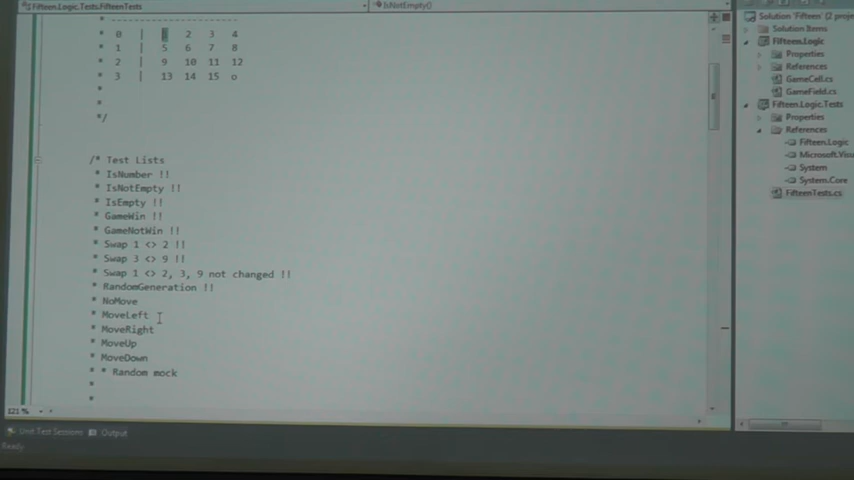 Fifteen.Logic.Tests.FifteenTests
IsNotEmpty()
* -----------------------
* 0 | 1 2 3 4
* 1 | 5 6 7 8
* 2 | 9 10 11 12
* 3 | 13 14 15 o
*
*
*/
/* Test Lists
* IsNumber !!
* IsNotEmpty !!
* IsEmpty !!
* GameWin !!
* GameNotWin !!
* Swap 1 <> 2 !!
* Swap 3 <> 9 !!
* Swap 1 <> 2, 3, 9 not changed !!
* RandomGeneration !!
* NoMove
* MoveLeft
* MoveRight
* MoveUp
* MoveDown
* * Random mock
*
*
121 %
Unit Test Sessions
Output
Ready
Solution 'Fifteen' (2 proje
Solution Items
Fifteen.Logic
Properties
References
GameCell.cs
GameField.cs
Fifteen.Logic.Tests
Properties
References
Fifteen.Logic
Microsoft.Visu
System
System.Core
FifteenTests.cs